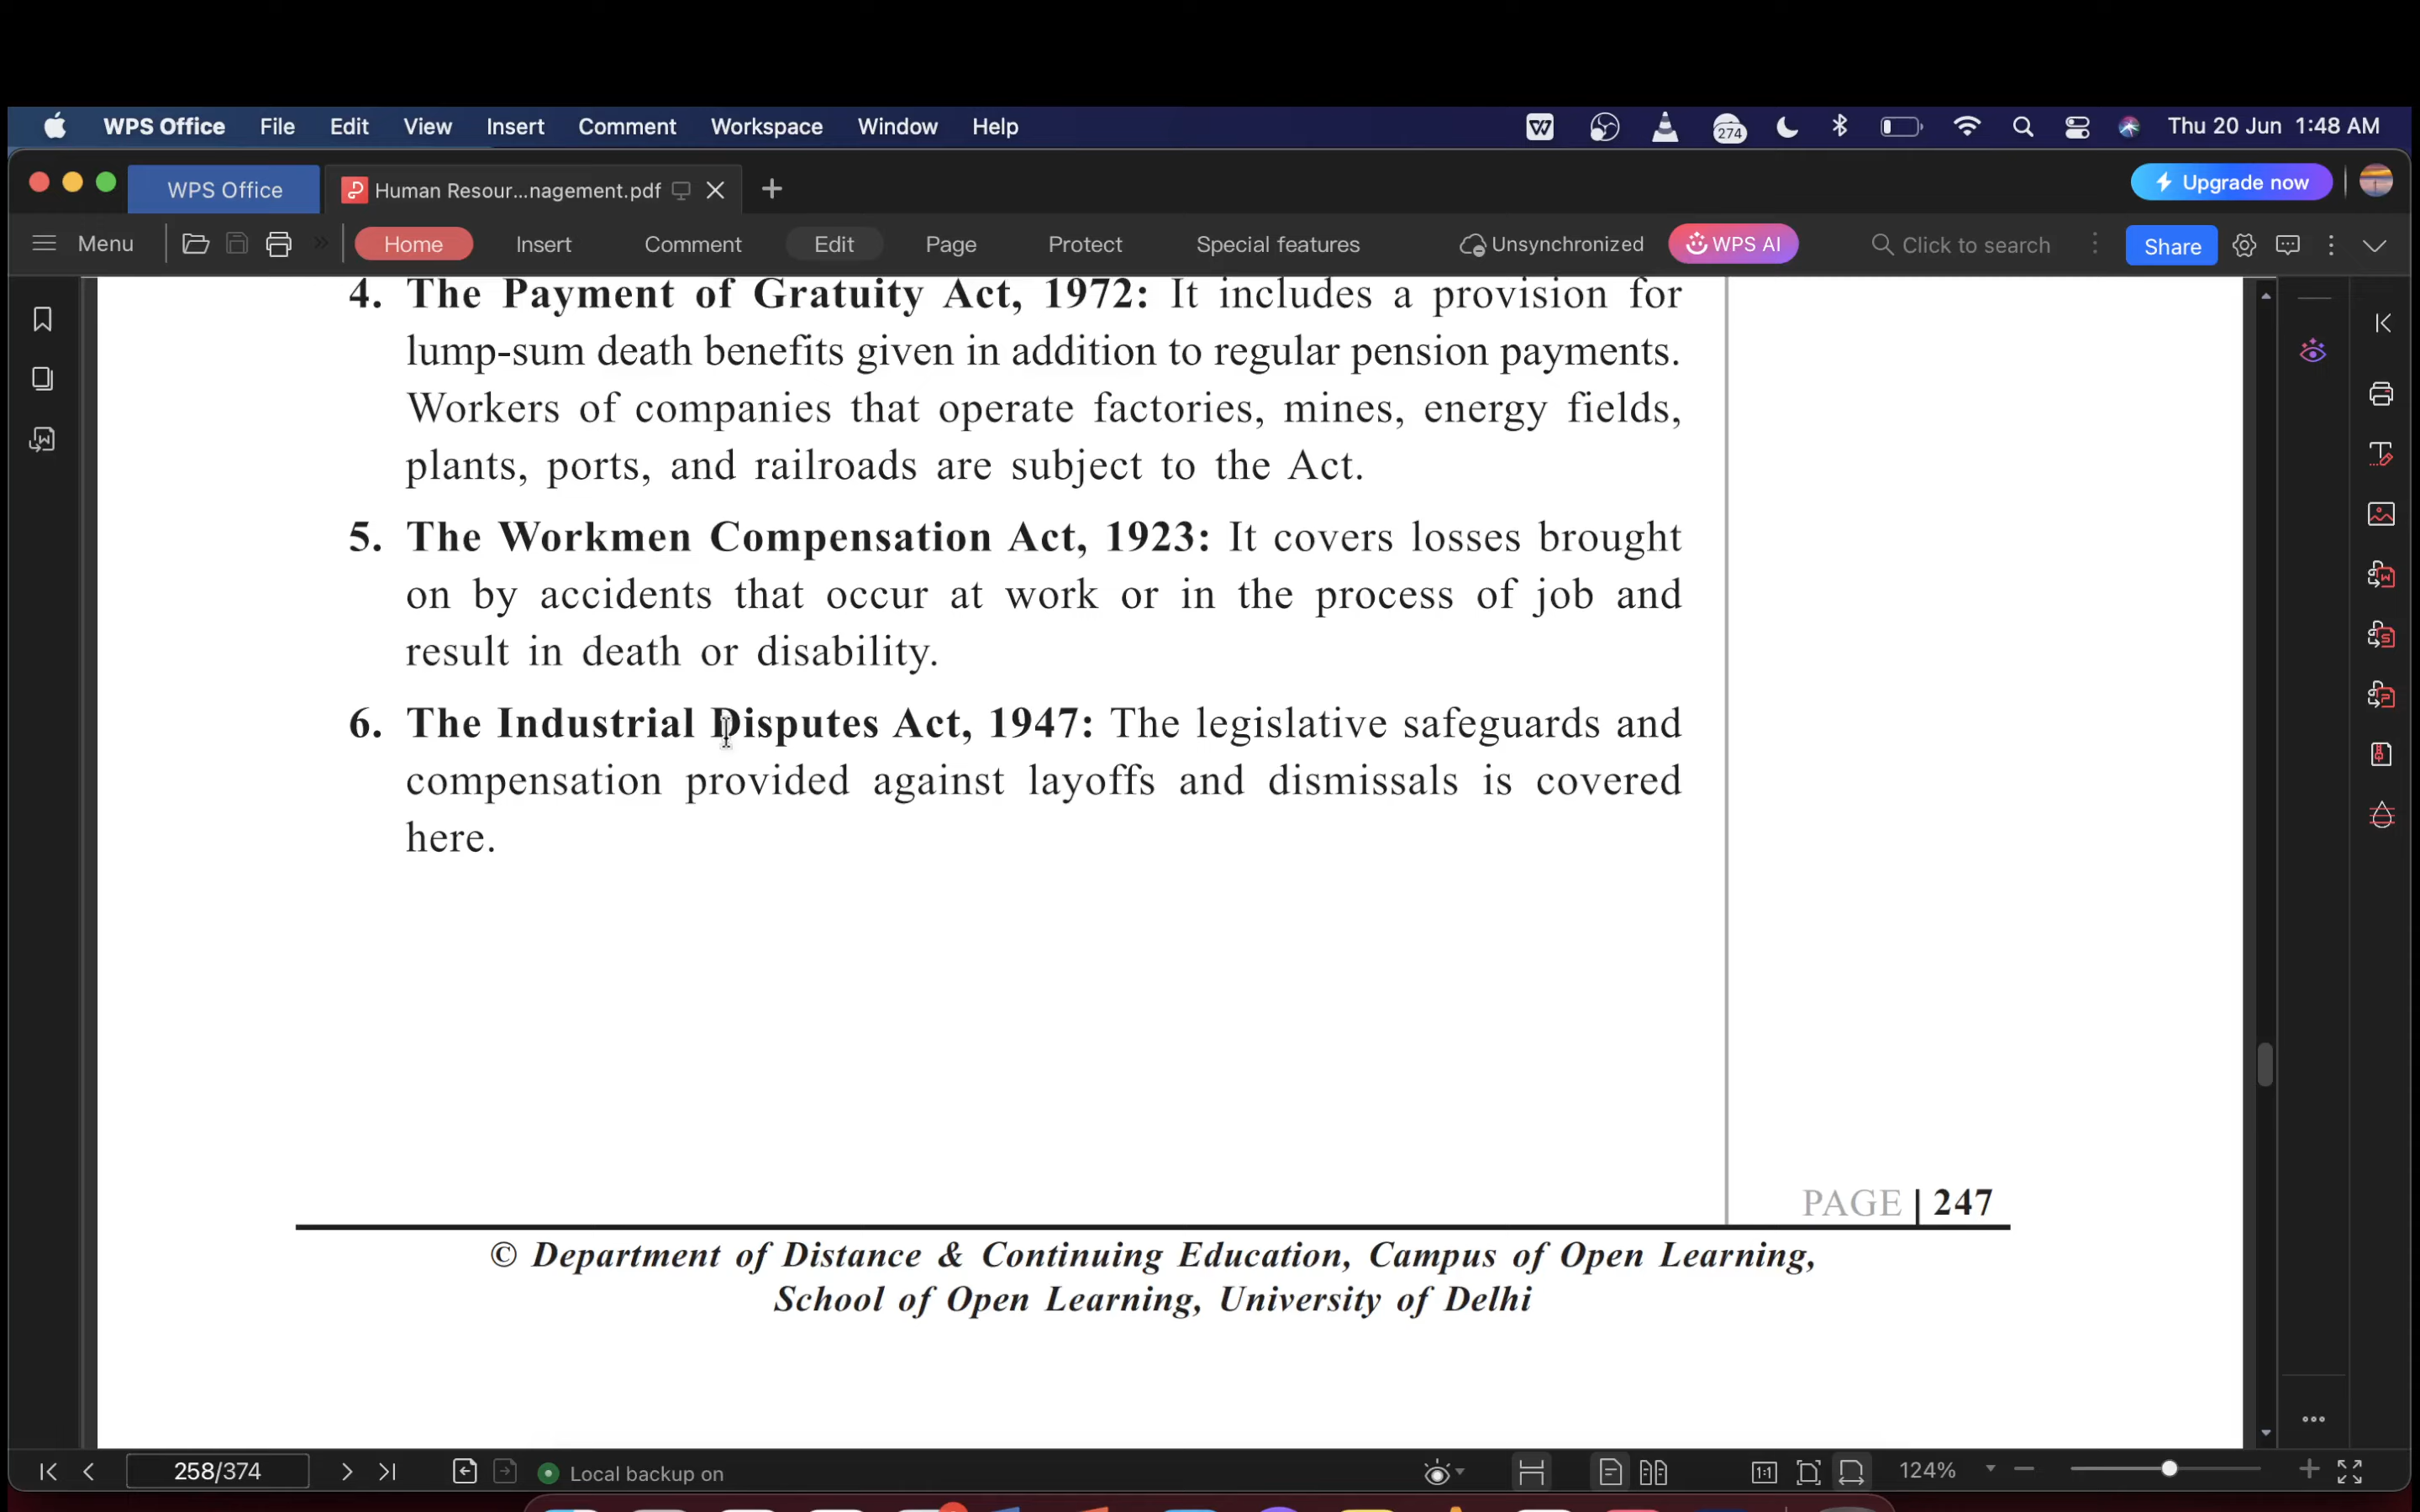 WPS Office File Edit View Insert Comment Workspace Window Help 274 Thu 20 Jun 1:48 AM
WPS Office Human Resour...nagement.pdf Upgrade now
Menu Home Insert Comment Edit Page Protect Special features Unsynchronized WPS AI Click to search Share
4. The Payment of Gratuity Act, 1972: It includes a provision for
lump-sum death benefits given in addition to regular pension payments.
Workers of companies that operate factories, mines, energy fields,
plants, ports, and railroads are subject to the Act.
5. The Workmen Compensation Act, 1923: It covers losses brought
on by accidents that occur at work or in the process of job and
result in death or disability.
6. The Industrial Disputes Act, 1947: The legislative safeguards and
compensation provided against layoffs and dismissals is covered
here.
PAGE | 247
© Department of Distance & Continuing Education, Campus of Open Learning,
School of Open Learning, University of Delhi
258/374 Local backup on 1:1 124%